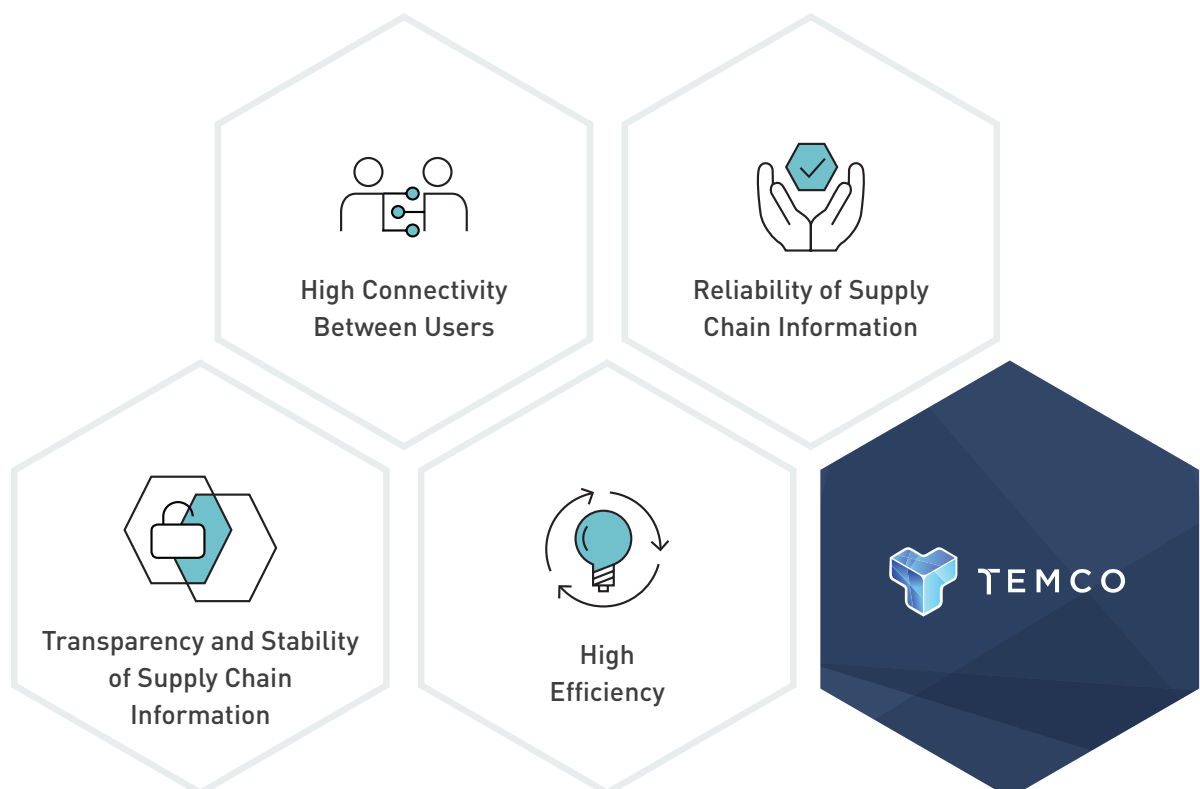 High Connectivity
Between Users
Reliability of Supply
Chain Information
Transparency and Stability
of Supply Chain
Information
High
Efficiency
TEMCO